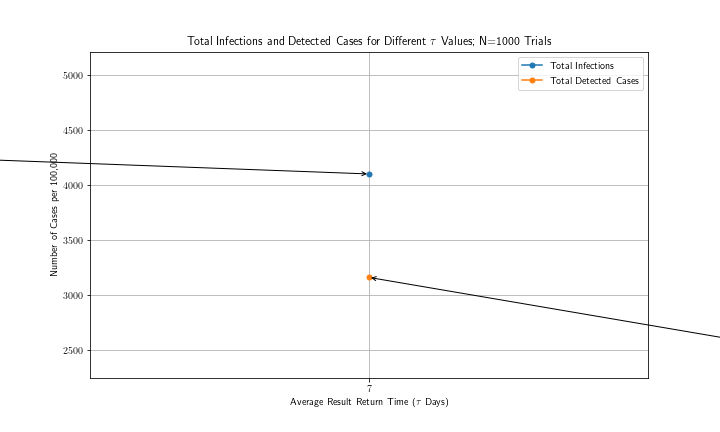 Total Infections and Detected Cases for Different τ Values; N=1000 Trials
Total Infections
Total Detected Cases
5000
4500
4000
3500
3000
2500
Number of Cases per 100,000
7
Average Result Return Time (τ Days)